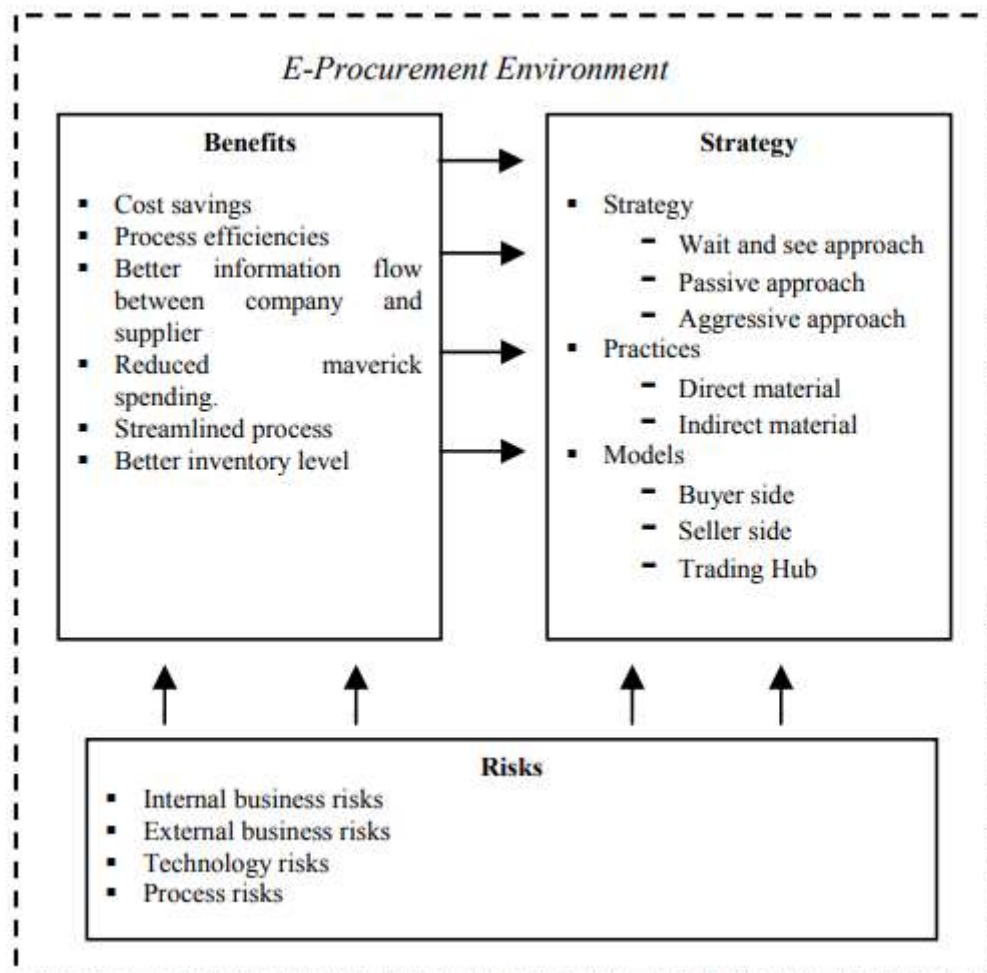 E-Procurement Environment
Benefits
▪ Cost savings
▪ Process efficiencies
▪ Better information flow
between company and
supplier
▪ Reduced maverick
spending.
▪ Streamlined process
▪ Better inventory level
Strategy
▪ Strategy
- Wait and see approach
- Passive approach
- Aggressive approach
▪ Practices
- Direct material
- Indirect material
▪ Models
- Buyer side
- Seller side
- Trading Hub
Risks
▪ Internal business risks
▪ External business risks
▪ Technology risks
▪ Process risks